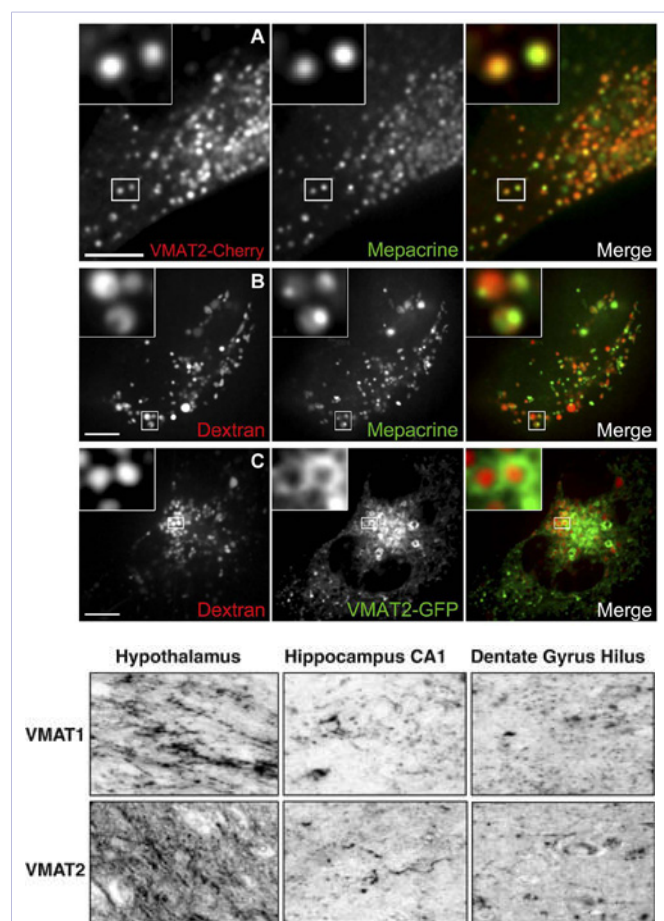 A
VMAT2-Cherry Mepacrine Merge
B
Dextran Mepacrine Merge
C
Dextran VMAT2-GFP Merge
Hypothalamus Hippocampus CA1 Dentate Gyrus Hilus
VMAT1
VMAT2